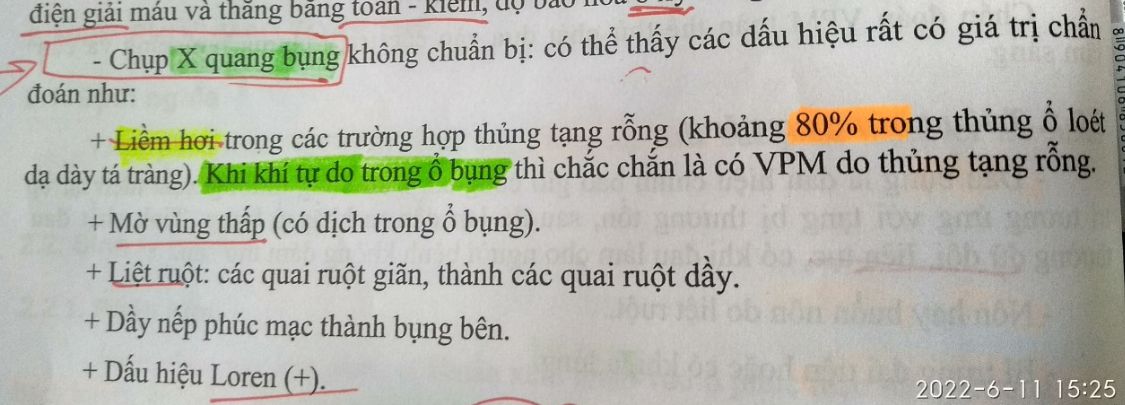 điện giải máu và thăng bằng toan - kiềm, độ bão
- Chụp X quang bụng không chuẩn bị: có thể thấy các dấu hiệu rất có giá trị chẩn
đoán như:
+ Liềm hơi trong các trường hợp thủng tạng rỗng (khoảng 80% trong thủng ổ loét
dạ dày tá tràng). Khi khí tự do trong ổ bụng thì chắc chắn là có VPM do thủng tạng rỗng.
+ Mờ vùng thấp (có dịch trong ổ bụng).
+ Liệt ruột: các quai ruột giãn, thành các quai ruột dầy.
+ Dầy nếp phúc mạc thành bụng bên.
+ Dấu hiệu Loren (+).
2022-6-11 15:25